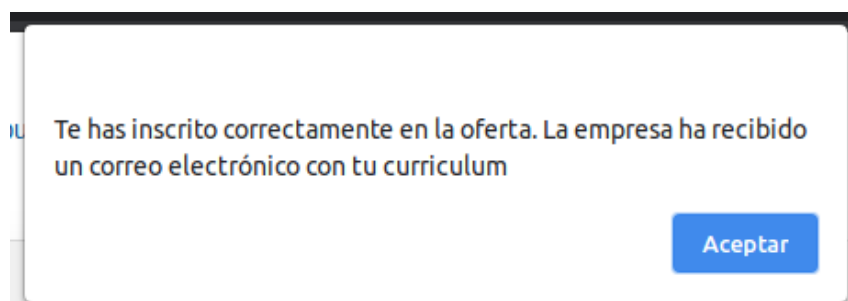 Te has inscrito correctamente en la oferta. La empresa ha recibido
un correo electrónico con tu curriculum
Aceptar